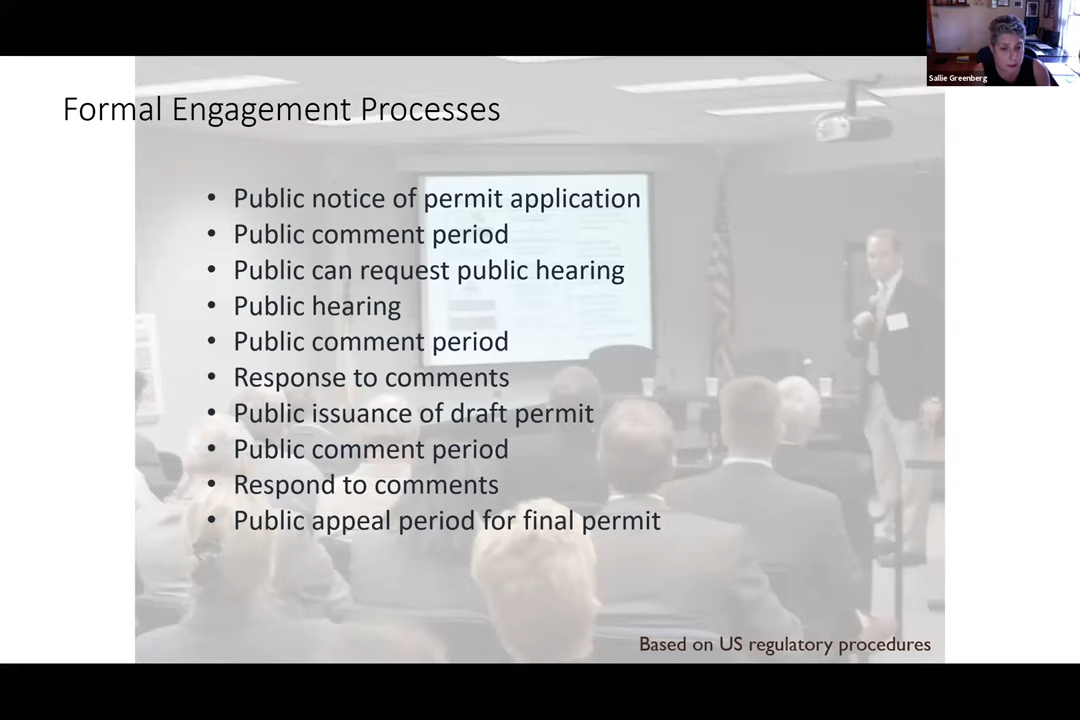 Sallie Greenberg
Formal Engagement Processes
• Public notice of permit application
• Public comment period
• Public can request public hearing
• Public hearing
• Public comment period
• Response to comments
• Public issuance of draft permit
• Public comment period
• Respond to comments
• Public appeal period for final permit
Based on US regulatory procedures